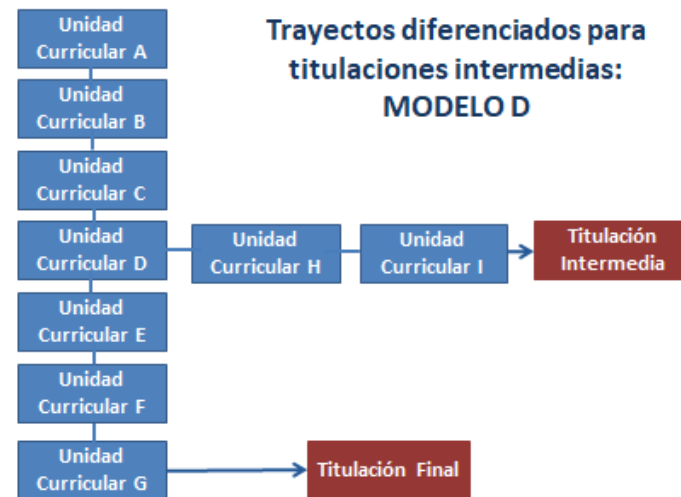 Trayectos diferenciados para
titulaciones intermedias:
MODELO D
Unidad
Curricular A
Unidad
Curricular B
Unidad
Curricular C
Unidad
Curricular D
Unidad
Curricular H
Unidad
Curricular I
Titulación
Intermedia
Unidad
Curricular E
Unidad
Curricular F
Unidad
Curricular G
Titulación Final